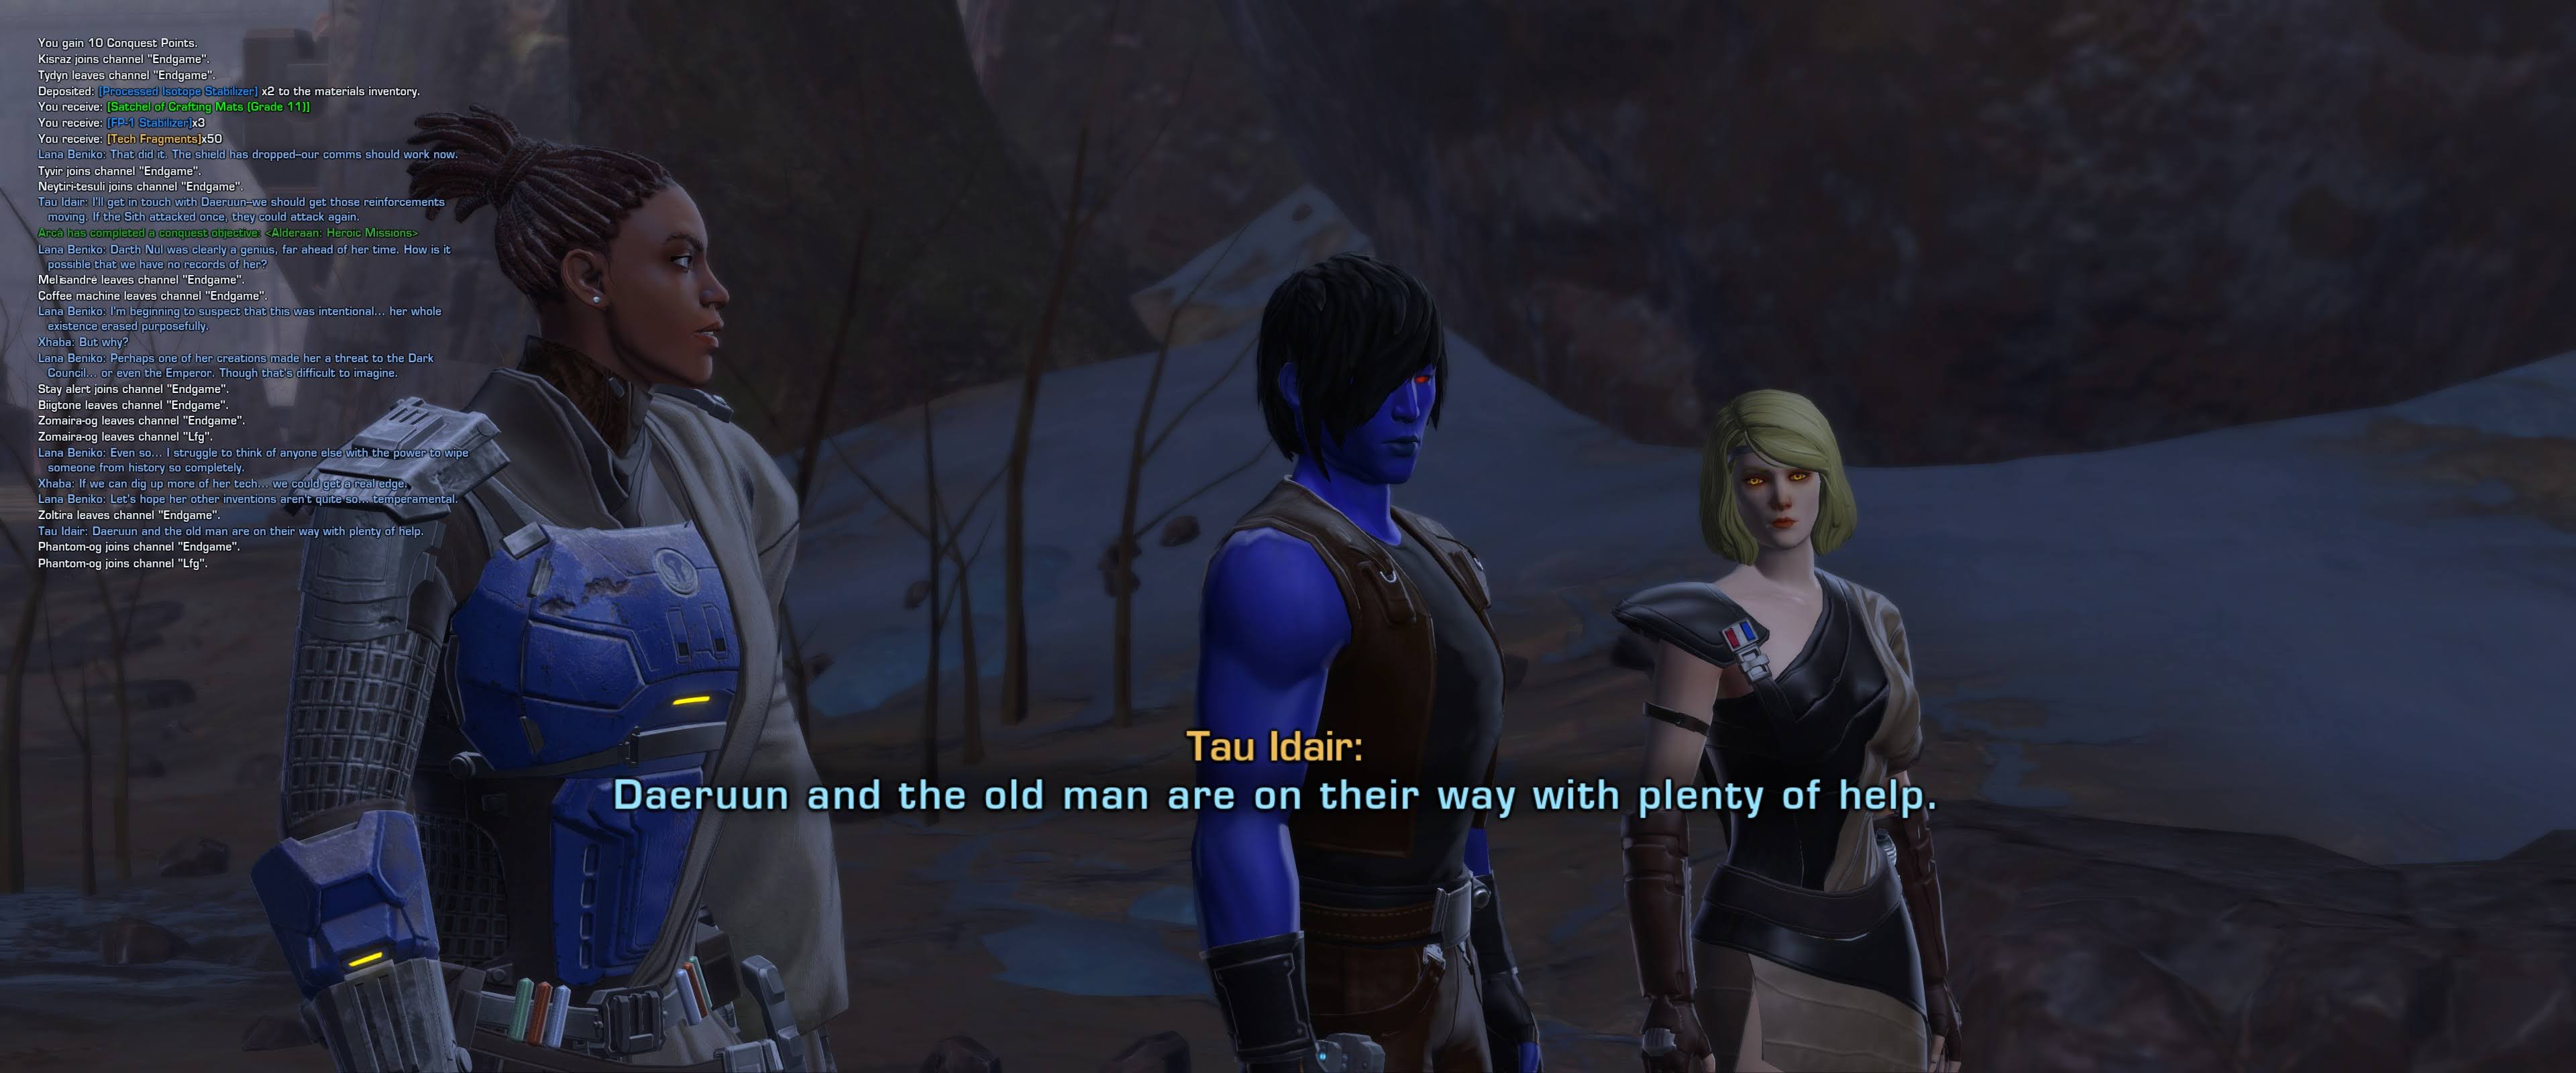 You gain 10 Conquest Points.
Kisraz joins channel "Endgame".
Tydyn leaves channel "Endgame".
Deposited: [Processed Isotope Stabilizer] x2 to the materials inventory.
You receive: [Satchel of Crafting Mats (Grade 11)]
You receive: [FP-1 Stabilizer]x3
You receive: [Tech Fragments]x50
Lana Beniko: That did it. The shield has dropped—our comms should work now.
Tyvir joins channel "Endgame".
Neytiri-tesuli joins channel "Endgame".
Tau Idair: I'll get in touch with Daeruun—we should get those reinforcements
moving. If the Sith attacked once, they could attack again.
Arcâ has completed a conquest objective: <Alderaan: Heroic Missions>
Lana Beniko: Darth Nul was clearly a genius, far ahead of her time. How is it
possible that we have no records of her?
Melisandré leaves channel "Endgame".
Coffee machine leaves channel "Endgame".
Lana Beniko: I'm beginning to suspect that this was intentional... her whole
existence erased purposefully.
Xhaba: But why?
Lana Beniko: Perhaps one of her creations made her a threat to the Dark
Council... or even the Emperor. Though that's difficult to imagine.
Stay alert joins channel "Endgame".
Biigtone leaves channel "Endgame".
Zomaira-og leaves channel "Endgame".
Zomaira-og leaves channel "Lfg".
Lana Beniko: Even so... I struggle to think of anyone else with the power to wipe
someone from history so completely.
Xhaba: If we can dig up more of her tech... we could get a real edge.
Lana Beniko: Let's hope her other inventions aren't quite so... temperamental.
Zoltira leaves channel "Endgame".
Tau Idair: Daeruun and the old man are on their way with plenty of help.
Phantom-og joins channel "Endgame".
Phantom-og joins channel "Lfg".
Tau Idair:
Daeruun and the old man are on their way with plenty of help.